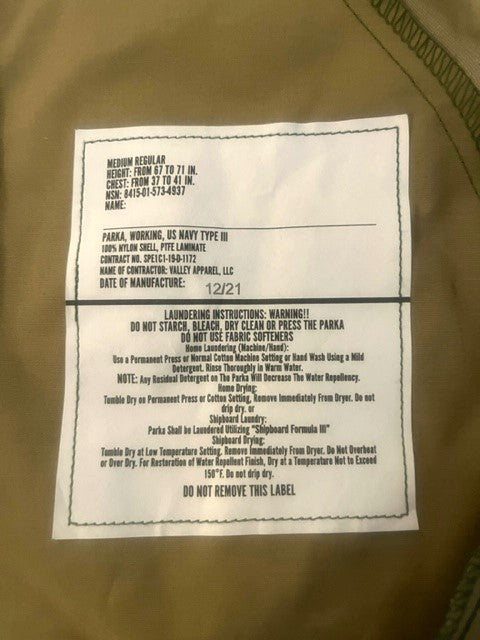 MEDIUM REGULAR
HEIGHT: FROM 67 TO 71 IN.
CHEST: FROM 37 TO 41 IN.
NSN: 8415-01-573-4937
NAME:
PARKA, WORKING, US NAVY TYPE III
100% NYLON SHELL, PTFE LAMINATE
CONTRACT NO. SPE1C1-19-D-1172
NAME OF CONTRACTOR: VALLEY APPAREL, LLC
DATE OF MANUFACTURE: 12/21
LAUNDERING INSTRUCTIONS: WARNING!!
DO NOT STARCH, BLEACH, DRY CLEAN OR PRESS THE PARKA
DO NOT USE FABRIC SOFTENERS
Home Laundering (Machine/Hand):
Use a Permanent Press or Normal Cotton Machine Setting or Hand Wash Using a Mild
Detergent. Rinse Thoroughly in Warm Water.
NOTE: Any Residual Detergent on The Parka Will Decrease The Water Repellency.
Home Drying:
Tumble Dry on Permanent Press or Cotton Setting, Remove Immediately From Dryer. Do not
drip dry. or
Shipboard Laundry:
Parka Shall be Laundered Utilizing "Shipboard Formula III"
Shipboard Drying:
Tumble Dry at Low Temperature Setting. Remove Immediately From Dryer. Do Not Overheat
or Over Dry. For Restoration of Water Repellent Finish, Dry at a Temperature Not to Exceed
150°F. Do not drip dry.
DO NOT REMOVE THIS LABEL